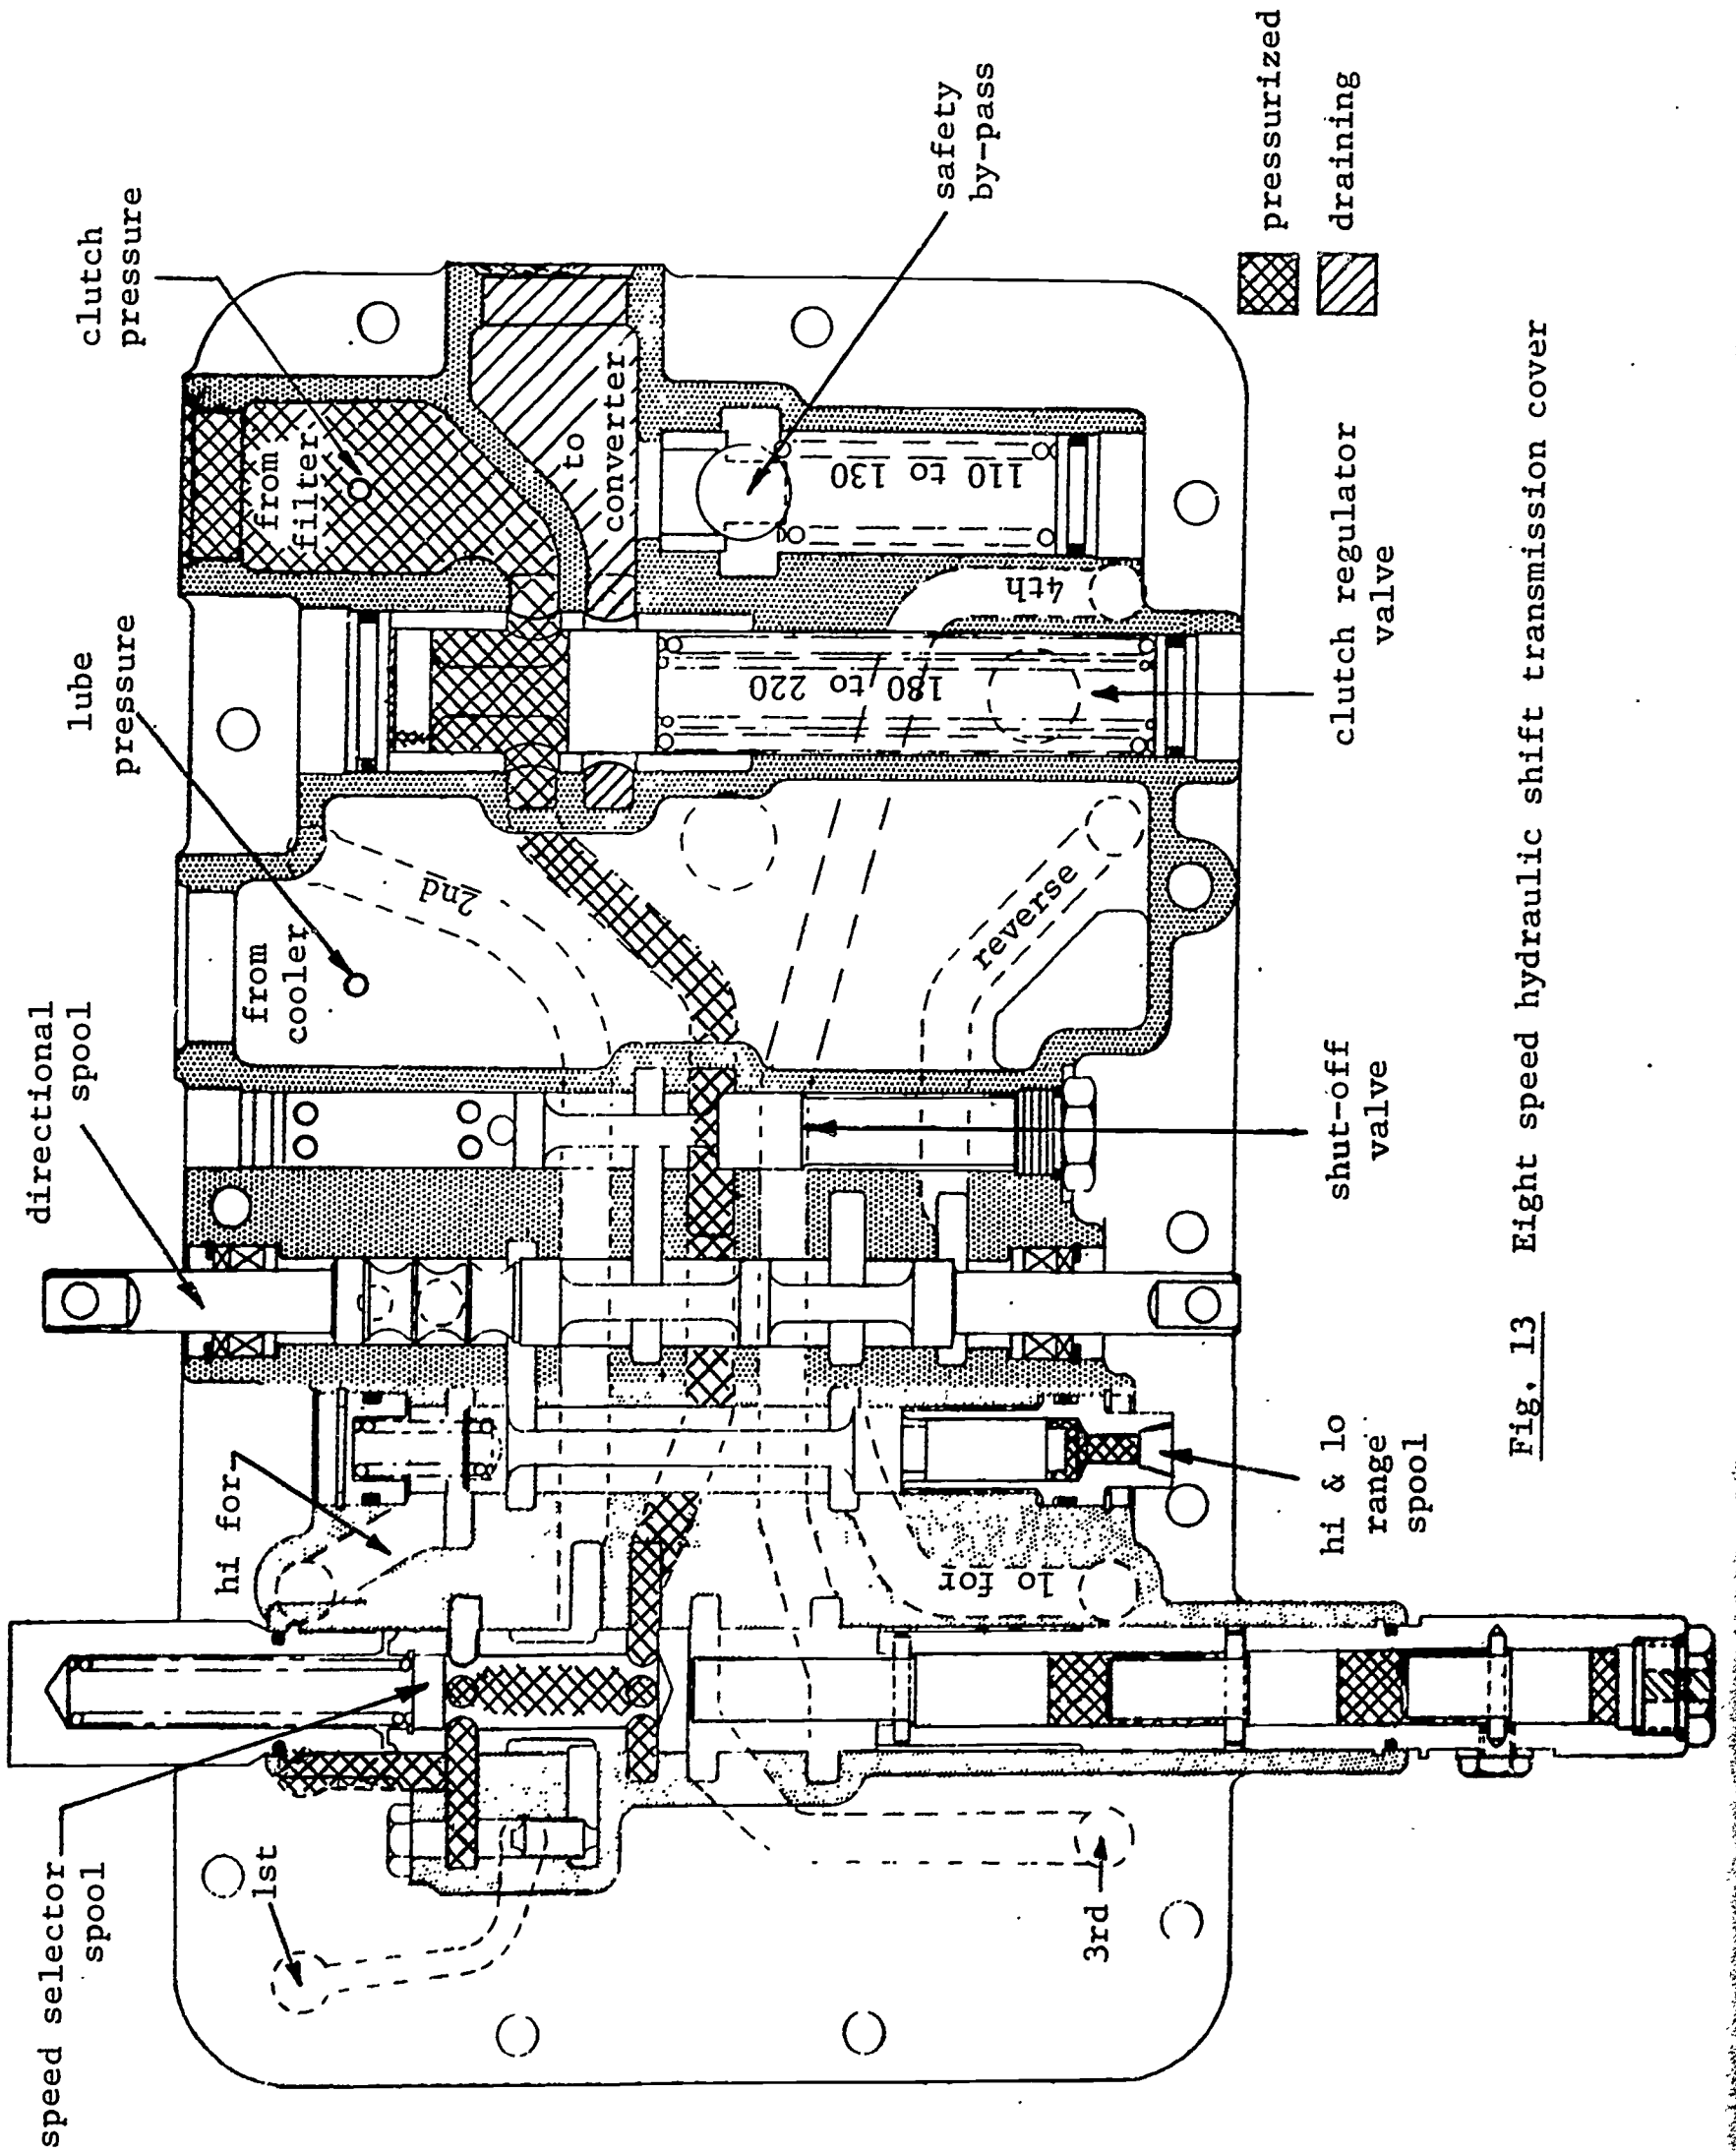 speed selector
spool
directional
spool
lube
pressure
clutch
pressure
1st
hi for
from
cooler
2nd
from
filter
to
converter
safety
by-pass
110 to 130
180 to 220
4th
reverse
lo for
3rd
hi & lo
range
spool
shut-off
valve
clutch regulator
valve
pressurized
draining
Fig. 13 Eight speed hydraulic shift transmission cover